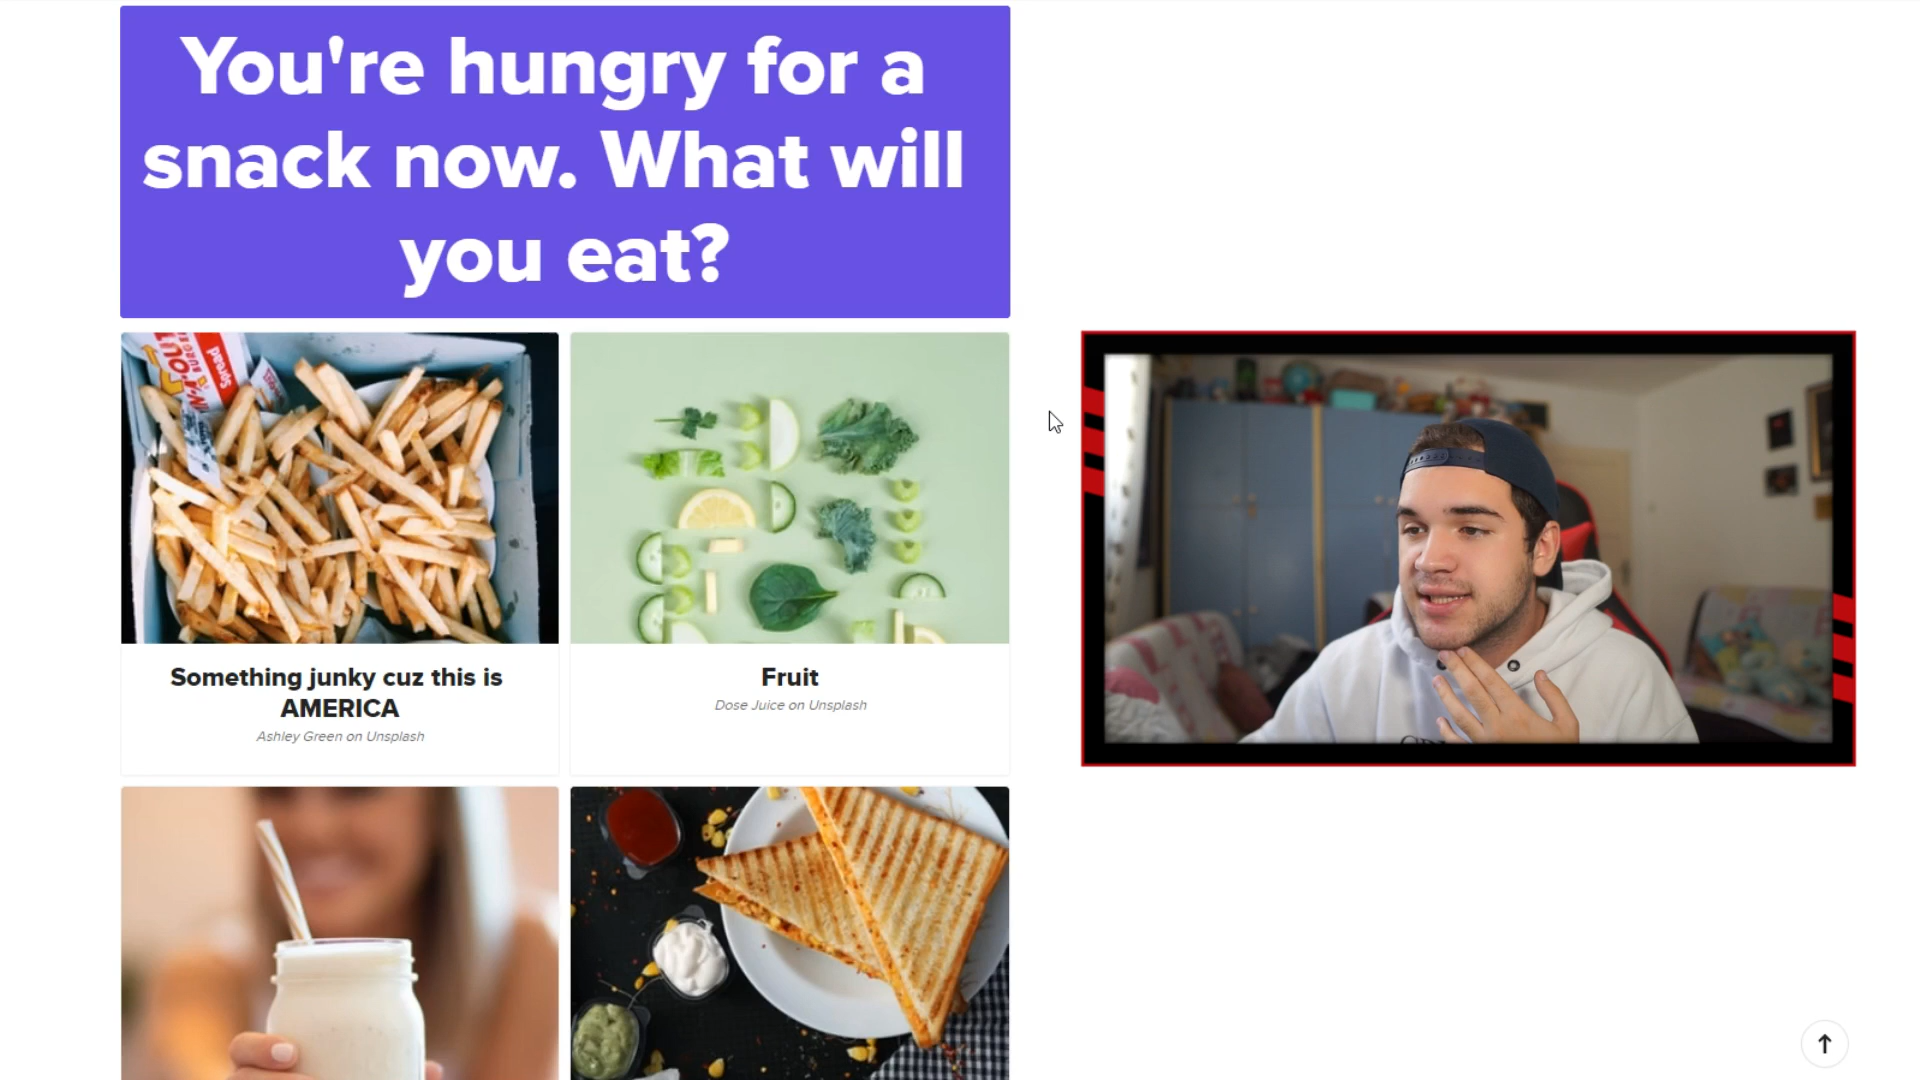 You're hungry for a
snack now. What will
you eat?
Spread
Something junky cuz this is
AMERICA
Ashley Green on Unsplash
Fruit
Dose Juice on Unsplash